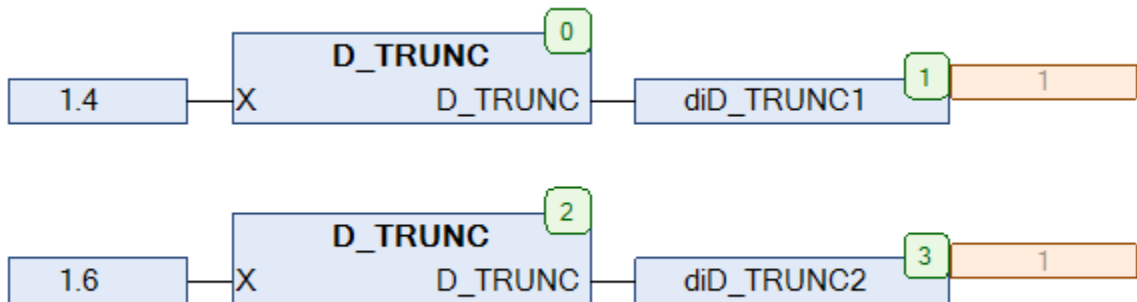 0
D_TRUNC
1
1.4 X D_TRUNC diD_TRUNC1 1
2
D_TRUNC
3
1.6 X D_TRUNC diD_TRUNC2 1